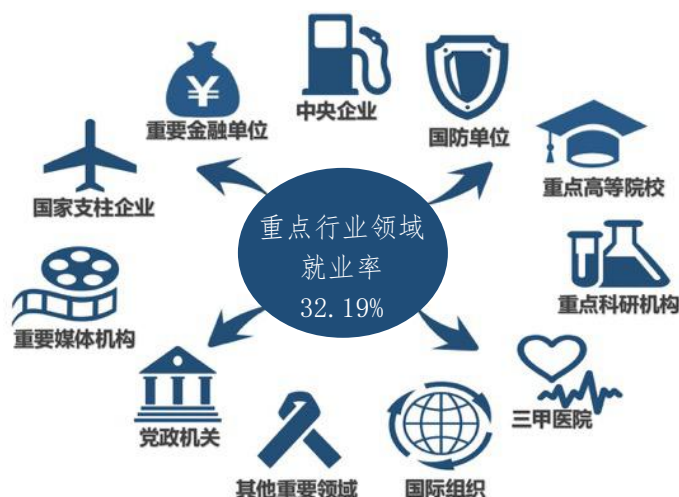 中央企业
重要金融单位
国防单位
重点高等院校
国家支柱企业
重点行业领域
就业率
32.19%
重要媒体机构
重点科研机构
党政机关
三甲医院
其他重要领域
国际组织